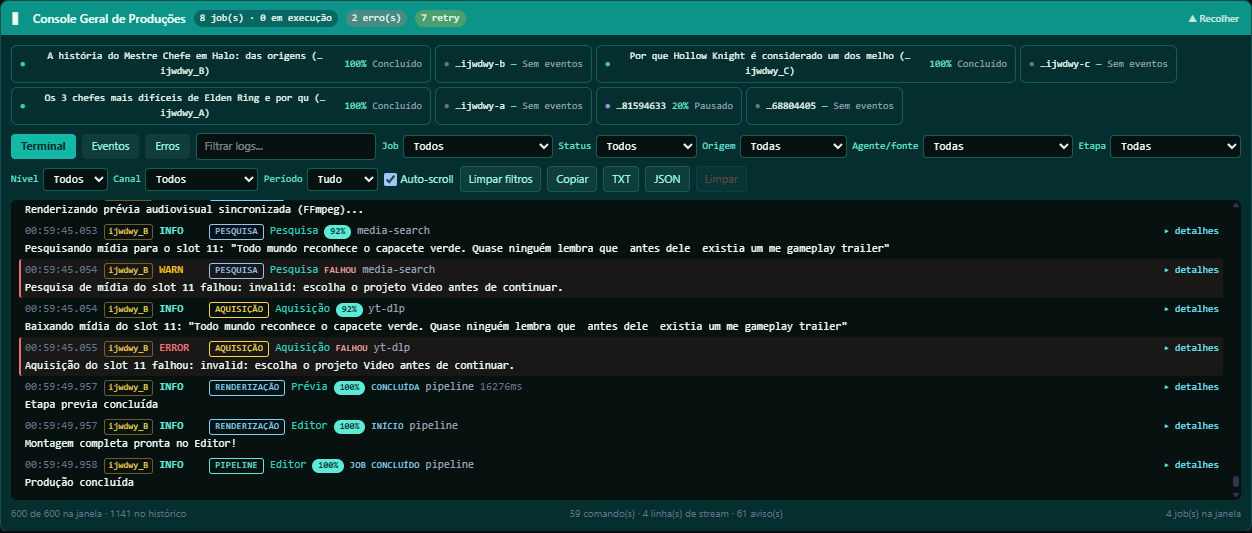 Console Geral de Produções 8 job(s) · 0 em execução 2 erro(s) 7 retry ▲ Recolher
A história do Mestre Chefe em Halo: das origens (…
ijwdwy_B) 100% Concluído
…ijwdwy-b — Sem eventos
Por que Hollow Knight é considerado um dos melho (…
ijwdwy_C) 100% Concluído
…ijwdwy-c — Sem eventos
Os 3 chefes mais difíceis de Elden Ring e por qu (…
ijwdwy_A) 100% Concluído
…ijwdwy-a — Sem eventos
…81594633 20% Pausado
…68804405 — Sem eventos
Terminal Eventos Erros Filtrar logs... Job Todos Status Todos Origem Todas Agente/fonte Todas Etapa Todas
Nível Todos Canal Todos Período Tudo Auto-scroll Limpar filtros Copiar TXT JSON Limpar
Renderizando prévia audiovisual sincronizada (FFmpeg)...
00:59:45.053 ijwdwy_B INFO PESQUISA Pesquisa 92% media-search ▸ detalhes
Pesquisando mídia para o slot 11: "Todo mundo reconhece o capacete verde. Quase ninguém lembra que antes dele existia um me gameplay trailer"
00:59:45.054 ijwdwy_B WARN PESQUISA Pesquisa FALHOU media-search ▸ detalhes
Pesquisa de mídia do slot 11 falhou: invalid: escolha o projeto Video antes de continuar.
00:59:45.054 ijwdwy_B INFO AQUISIÇÃO Aquisição 92% yt-dlp ▸ detalhes
Baixando mídia do slot 11: "Todo mundo reconhece o capacete verde. Quase ninguém lembra que antes dele existia um me gameplay trailer"
00:59:45.055 ijwdwy_B ERROR AQUISIÇÃO Aquisição FALHOU yt-dlp ▸ detalhes
Aquisição do slot 11 falhou: invalid: escolha o projeto Video antes de continuar.
00:59:49.957 ijwdwy_B INFO RENDERIZAÇÃO Prévia 100% CONCLUÍDA pipeline 16276ms ▸ detalhes
Etapa previa concluída
00:59:49.957 ijwdwy_B INFO RENDERIZAÇÃO Editor 100% INÍCIO pipeline ▸ detalhes
Montagem completa pronta no Editor!
00:59:49.958 ijwdwy_B INFO PIPELINE Editor 100% JOB CONCLUÍDO pipeline ▸ detalhes
Produção concluída
600 de 600 na janela · 1141 no histórico 59 comando(s) · 4 linha(s) de stream · 61 aviso(s) 4 job(s) na janela